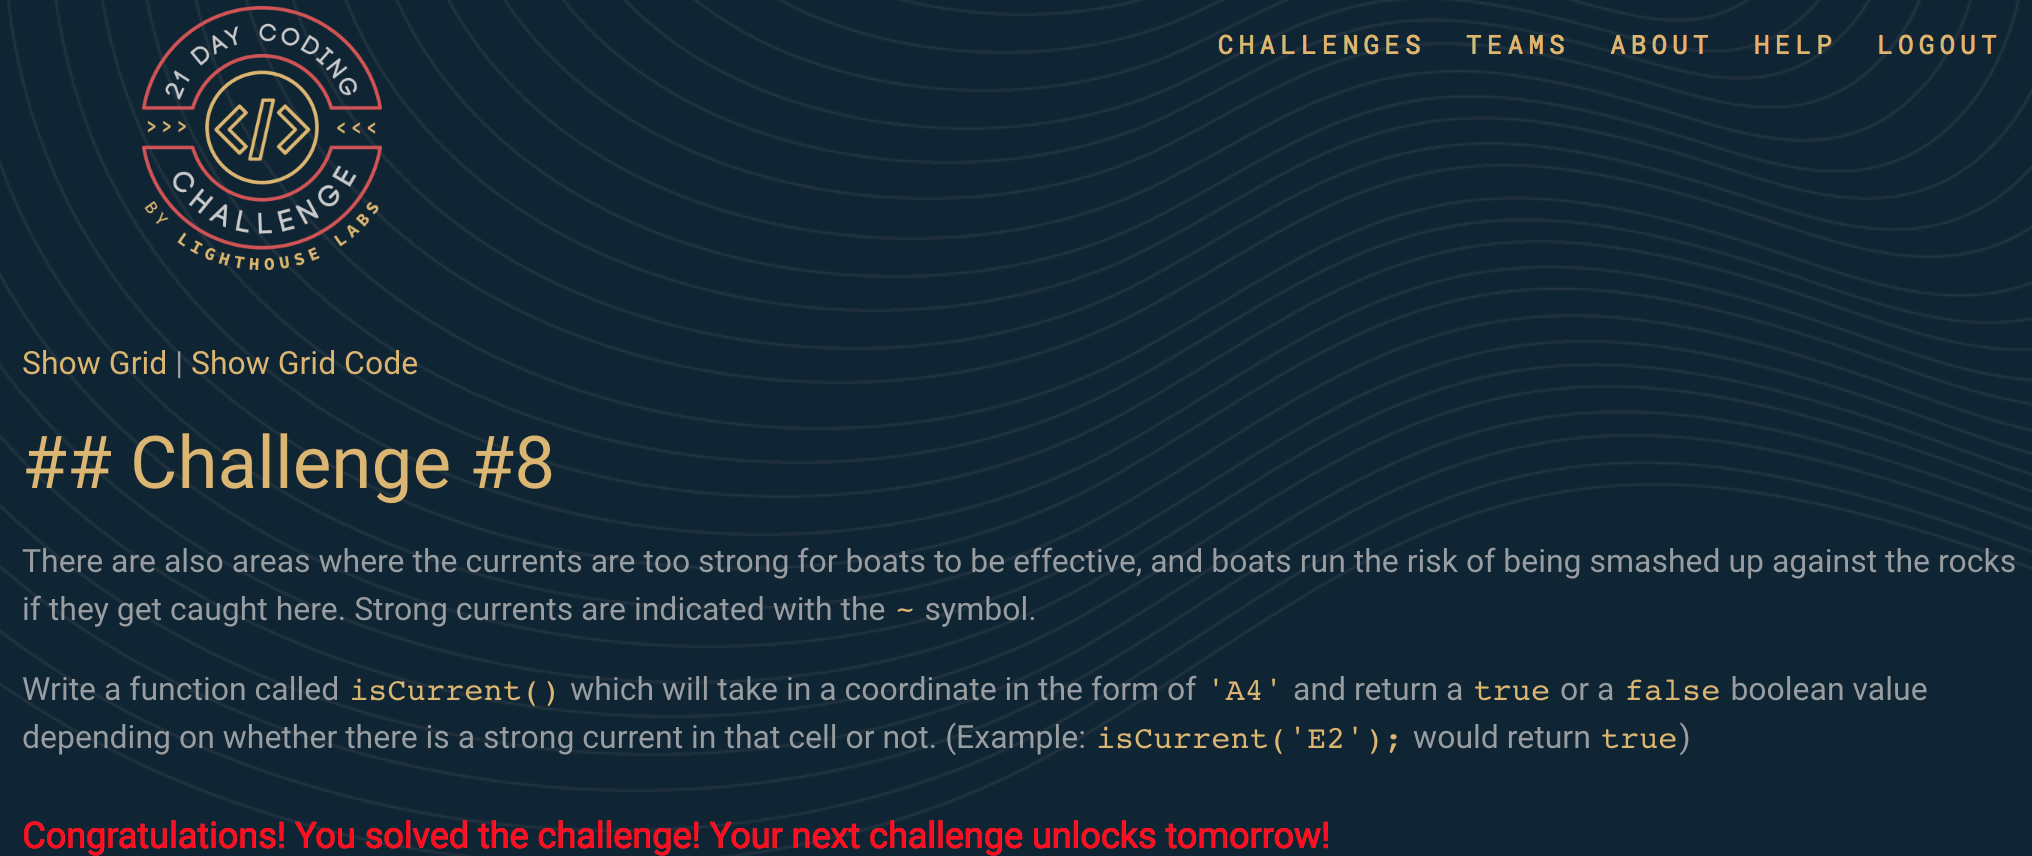 21 DAY CODING
</>
>>> <<<
CHALLENGE
BY LIGHTHOUSE LABS
CHALLENGES TEAMS ABOUT HELP LOGOUT
Show Grid | Show Grid Code
## Challenge #8
There are also areas where the currents are too strong for boats to be effective, and boats run the risk of being smashed up against the rocks
if they get caught here. Strong currents are indicated with the ~ symbol.
Write a function called isCurrent() which will take in a coordinate in the form of 'A4' and return a true or a false boolean value
depending on whether there is a strong current in that cell or not. (Example: isCurrent('E2'); would return true)
Congratulations! You solved the challenge! Your next challenge unlocks tomorrow!